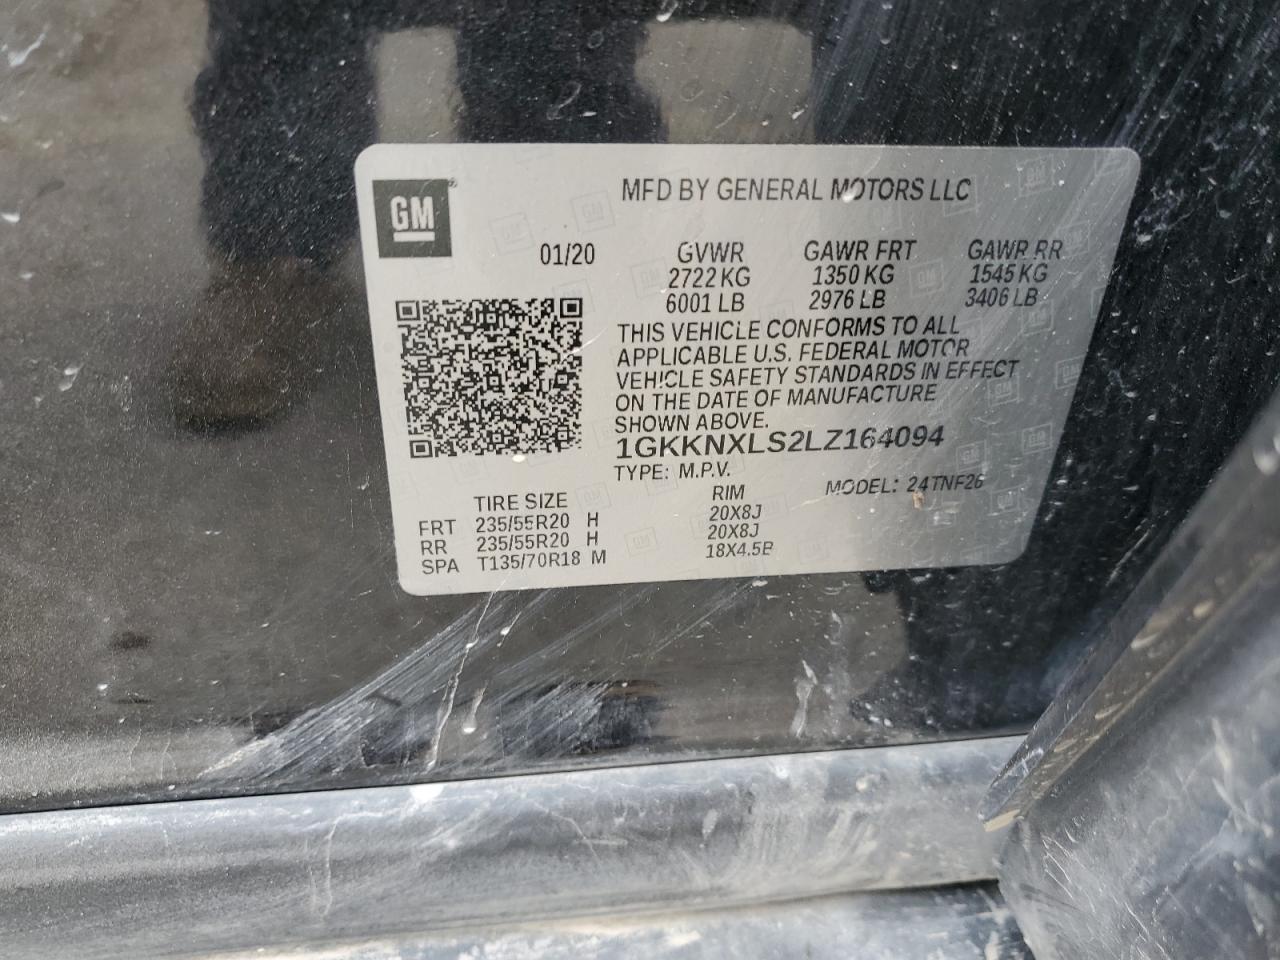 GM
MFD BY GENERAL MOTORS LLC
01/20 GVWR GAWR FRT GAWR RR
2722 KG 1350 KG 1545 KG
6001 LB 2976 LB 3406 LB
THIS VEHICLE CONFORMS TO ALL
APPLICABLE U.S. FEDERAL MOTOR
VEHICLE SAFETY STANDARDS IN EFFECT
ON THE DATE OF MANUFACTURE
SHOWN ABOVE.
1GKKNXLS2LZ164094
TYPE: M.P.V. MODEL: 24TNF26
TIRE SIZE RIM
FRT 235/55R20 H 20X8J
RR 235/55R20 H 20X8J
SPA T135/70R18 M 18X4.5B